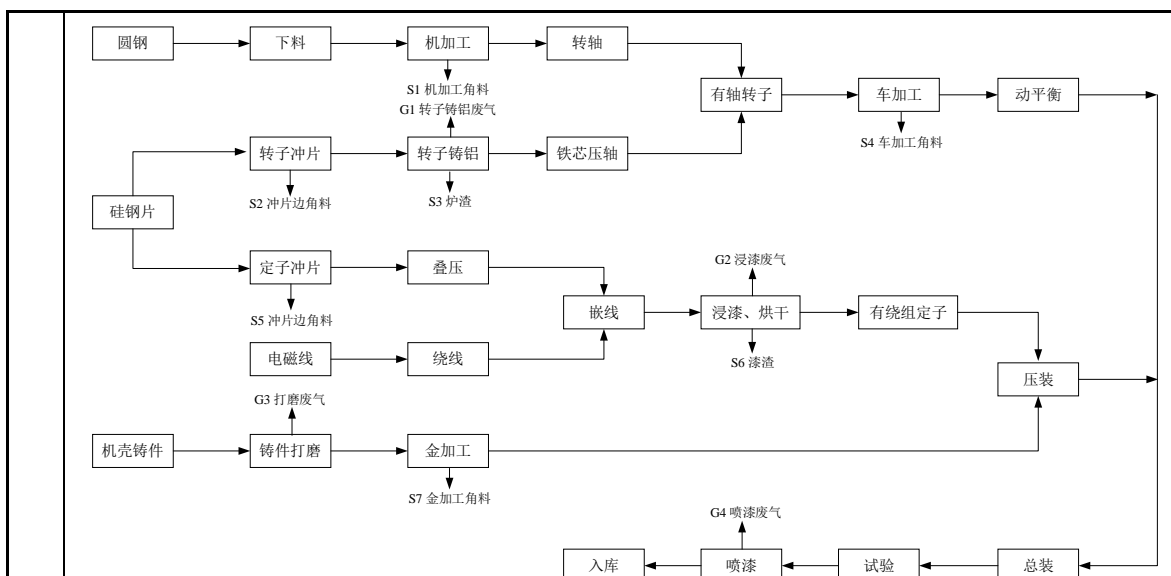 圆钢
下料
机加工
转轴
S1 机加工角料
G1 转子铸铝废气
有轴转子
车加工
动平衡
S4 车加工角料
转子冲片
转子铸铝
铁芯压轴
S2 冲片边角料
S3 炉渣
硅钢片
定子冲片
叠压
G2 浸漆废气
嵌线
浸漆、烘干
有绕组定子
S5 冲片边角料
电磁线
绕线
S6 漆渣
压装
G3 打磨废气
机壳铸件
铸件打磨
金加工
S7 金加工角料
G4 喷漆废气
入库
喷漆
试验
总装